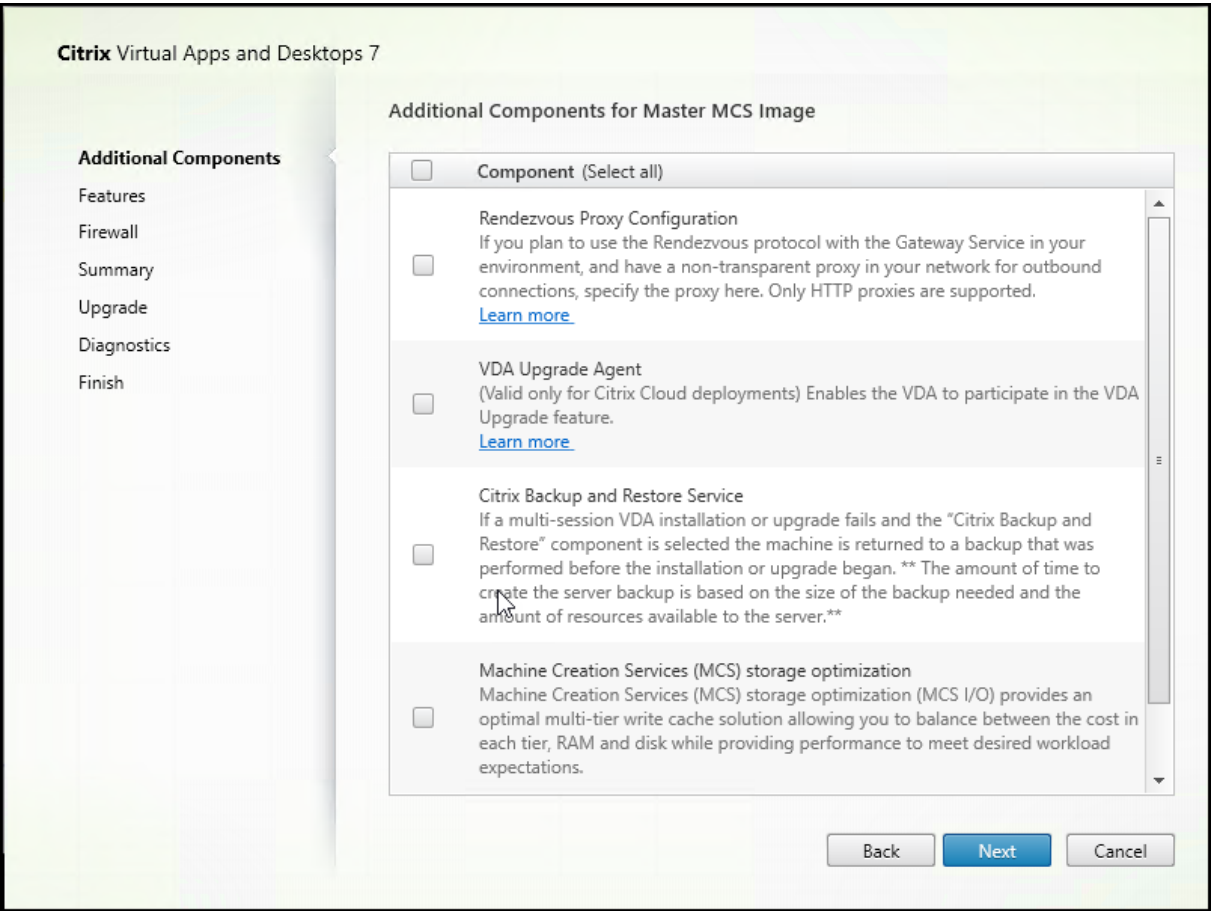 Citrix Virtual Apps and Desktops 7
Additional Components
Features
Firewall
Summary
Upgrade
Diagnostics
Finish
Additional Components for Master MCS Image
Component (Select all)
Rendezvous Proxy Configuration
If you plan to use the Rendezvous protocol with the Gateway Service in your
environment, and have a non-transparent proxy in your network for outbound
connections, specify the proxy here. Only HTTP proxies are supported.
Learn more
VDA Upgrade Agent
(Valid only for Citrix Cloud deployments) Enables the VDA to participate in the VDA
Upgrade feature.
Learn more
Citrix Backup and Restore Service
If a multi-session VDA installation or upgrade fails and the “Citrix Backup and
Restore” component is selected the machine is returned to a backup that was
performed before the installation or upgrade began. ** The amount of time to
create the server backup is based on the size of the backup needed and the
amount of resources available to the server.**
Machine Creation Services (MCS) storage optimization
Machine Creation Services (MCS) storage optimization (MCS I/O) provides an
optimal multi-tier write cache solution allowing you to balance between the cost in
each tier, RAM and disk while providing performance to meet desired workload
expectations.
Back
Next
Cancel